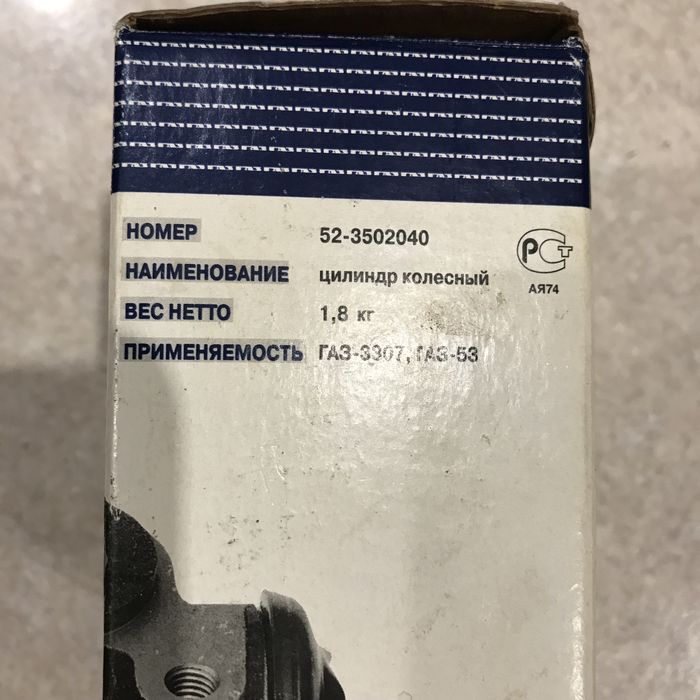 НОМЕР 52-3502040
НАИМЕНОВАНИЕ цилиндр колесный
ВЕС НЕТТО 1,8 кг
ПРИМЕНЯЕМОСТЬ ГАЗ-3307, ГАЗ-53
РСТ
АЯ74